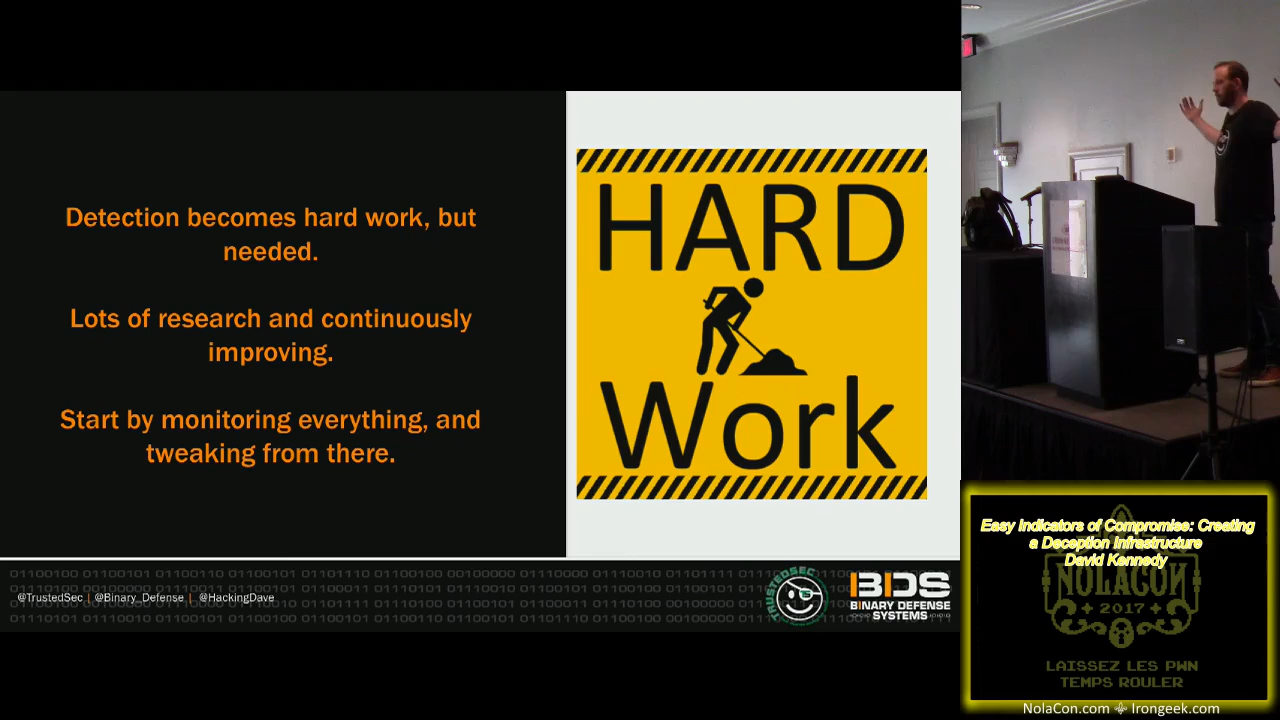 Detection becomes hard work, but
needed.
Lots of research and continuously
improving.
Start by monitoring everything, and
tweaking from there.
HARD
Work
@TrustedSec | @Binary_Defense | @HackingDave
TRUSTEDSEC
BDS
BINARY DEFENSE
SYSTEMS
Easy Indicators of Compromise: Creating
a Deception Infrastructure
David Kennedy
NOLACON
2017
LAISSEZ LES PWN
TEMPS ROULER
NolaCon.com ⚜ Irongeek.com